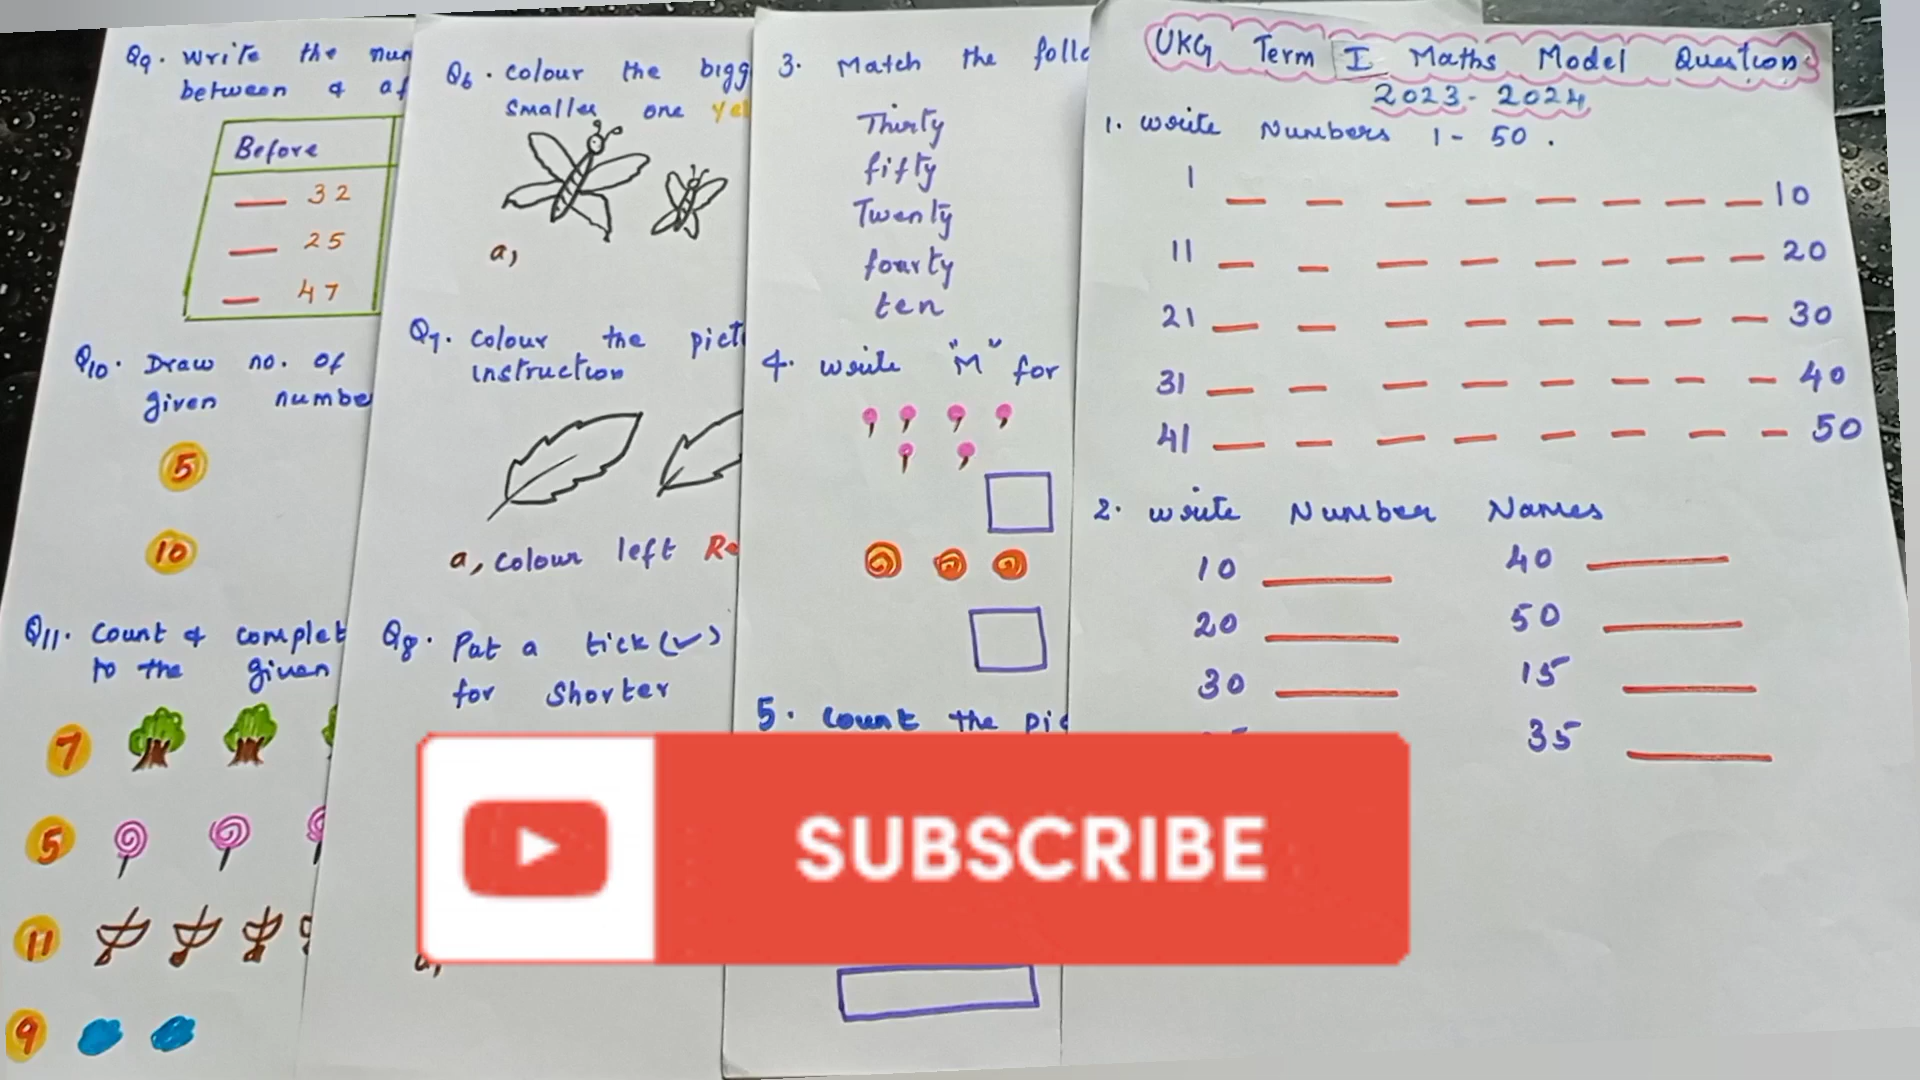 Q9. Write the
between & af
Before
32
25
47
Q10. Draw no. of
given numbe
5
10
Q11. Count & complet
to the given
7
5
11
9
Q6. Colour the bigg
Smaller one
a,
Q7. Colour the pict
instruction
a, colour left
Q8. Put a tick (✓)
for Shorter
a,
3. Match the follo
Thirty
fifty
Twenty
fourty
ten
4. write "M" for
5. Count the pic
UKG Term I Maths Model Questions
2023-2024
1. write Numbers 1-50.
1 10
11 20
21 30
31 40
41 50
2. write Number Names
10 40
20 50
30 15
35
SUBSCRIBE